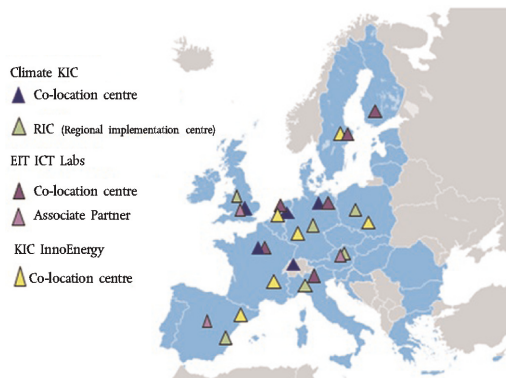 Climate KIC
Co-location centre
RIC (Regional implementation centre)
EIT ICT Labs
Co-location centre
Associate Partner
KIC InnoEnergy
Co-location centre